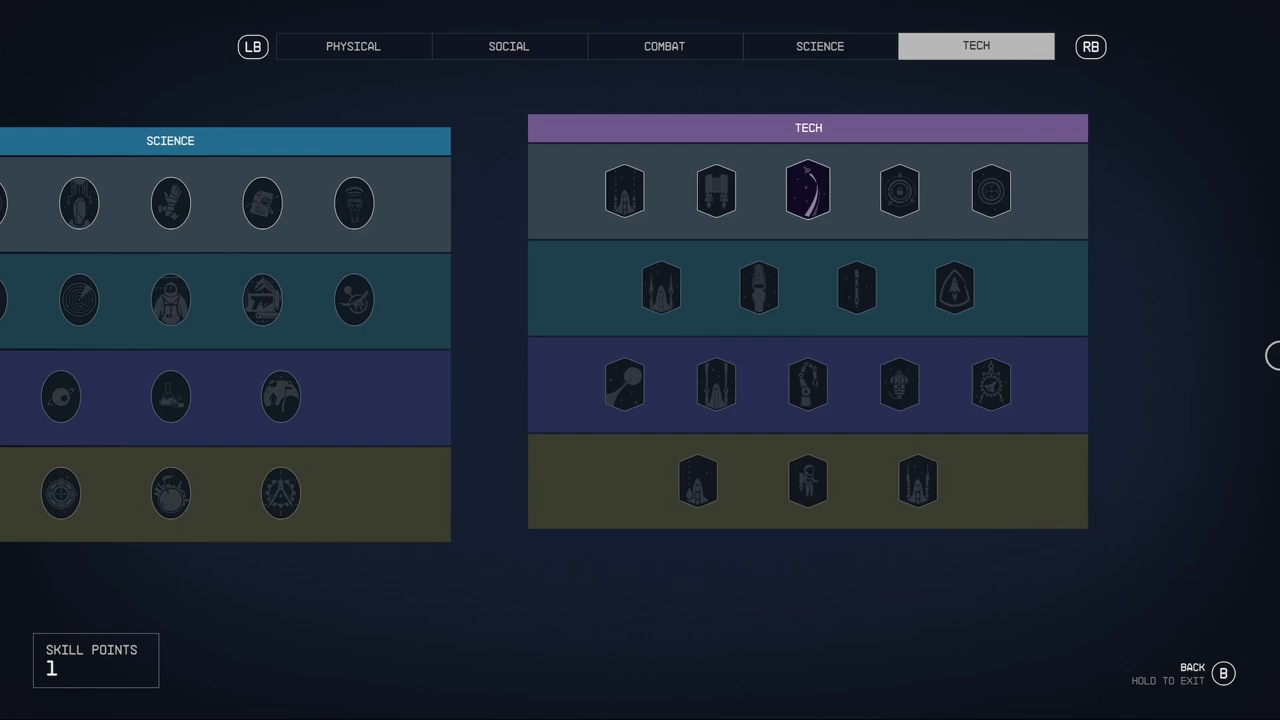 LB
PHYSICAL
SOCIAL
COMBAT
SCIENCE
TECH
RB
SCIENCE
TECH
SKILL POINTS
1
BACK
HOLD TO EXIT
B